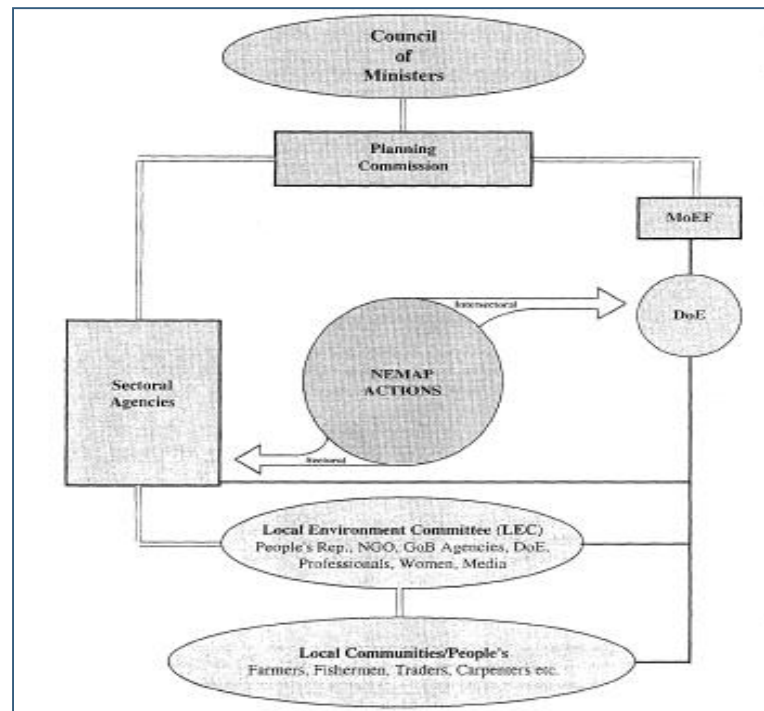 Council
of
Ministers
Planning
Commission
MoEF
Intersectoral
DoE
NEMAP
ACTIONS
Sectoral
Agencies
Sectoral
Local Environment Committee (LEC)
People's Rep., NGO, GoB Agencies, DoE,
Professionals, Women, Media
Local Communities/People's
Farmers, Fishermen, Traders, Carpenters etc.